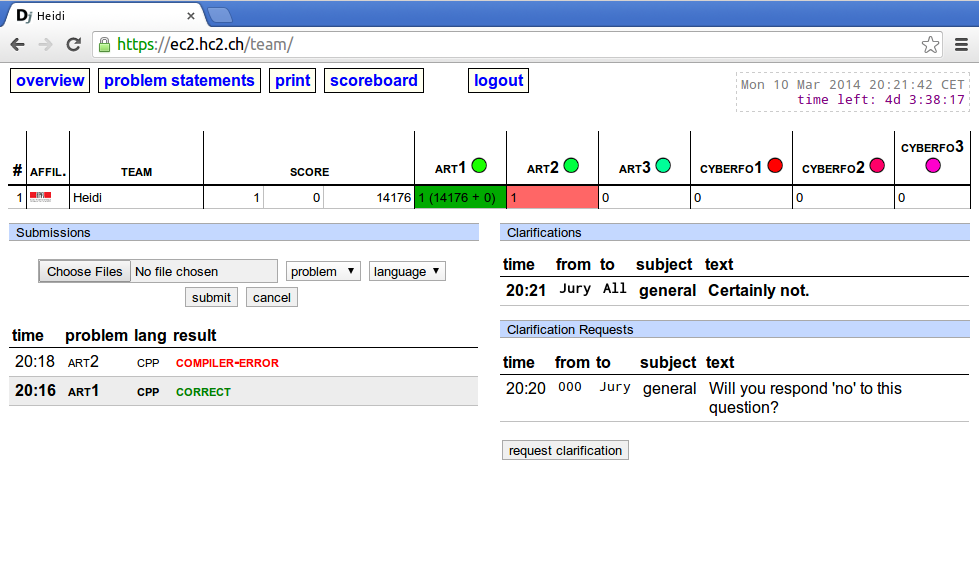 Dj Heidi
https://ec2.hc2.ch/team/
overview problem statements print scoreboard logout
Mon 10 Mar 2014 20:21:42 CET
time left: 4d 3:38:17
# AFFIL. TEAM SCORE ART1 ART2 ART3 CYBERFO1 CYBERFO2 CYBERFO3
1 Heidi 1 0 14176 1 (14176 + 0) 1 0 0 0 0
Submissions
Choose Files No file chosen problem language
submit cancel
time problem lang result
20:18 ART2 CPP COMPILER-ERROR
20:16 ART1 CPP CORRECT
Clarifications
time from to subject text
20:21 Jury All general Certainly not.
Clarification Requests
time from to subject text
20:20 000 Jury general Will you respond 'no' to this
question?
request clarification